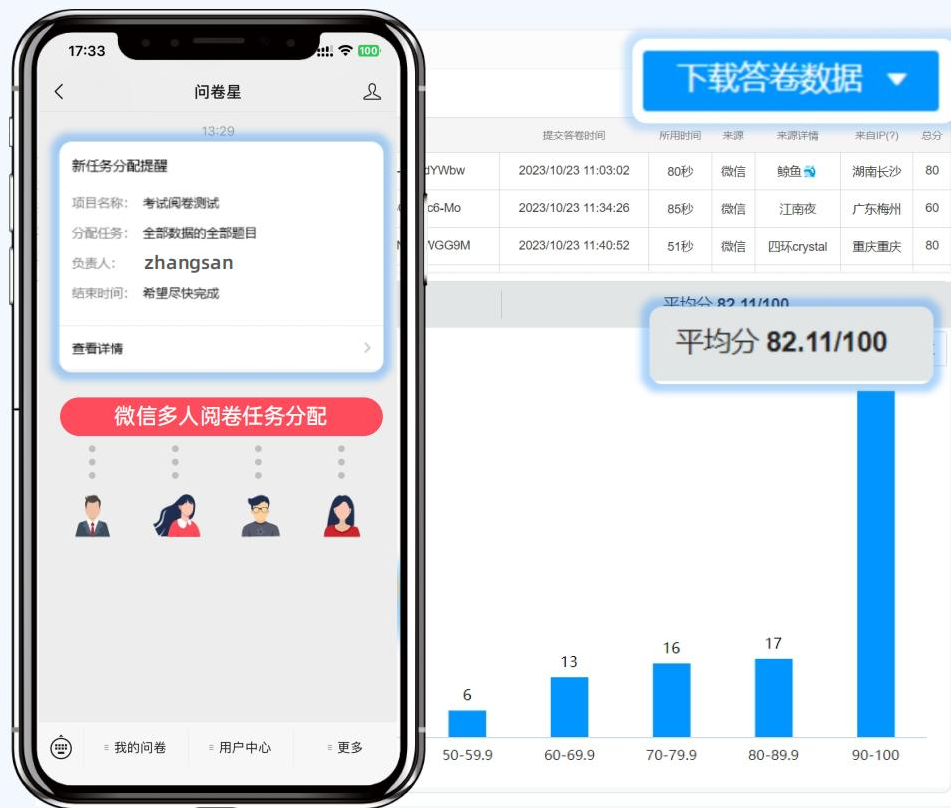 17:33
100
问卷星
13:29
新任务分配提醒
项目名称： 考试阅卷测试
分配任务： 全部数据的全部题目
负责人： zhangsan
结束时间： 希望尽快完成
查看详情
微信多人阅卷任务分配
我的问卷 用户中心 更多
下载答卷数据
提交答卷时间 所用时间 来源 来源详情 来自IP(?) 总分
dYWbw 2023/10/23 11:03:02 80秒 微信 鲸鱼 湖南长沙 80
c6-Mo 2023/10/23 11:34:26 85秒 微信 江南夜 广东梅州 60
VGG9M 2023/10/23 11:40:52 51秒 微信 四环crystal 重庆重庆 80
平均分 82.11/100
平均分 82.11/100
6
13
16
17
50-59.9 60-69.9 70-79.9 80-89.9 90-100